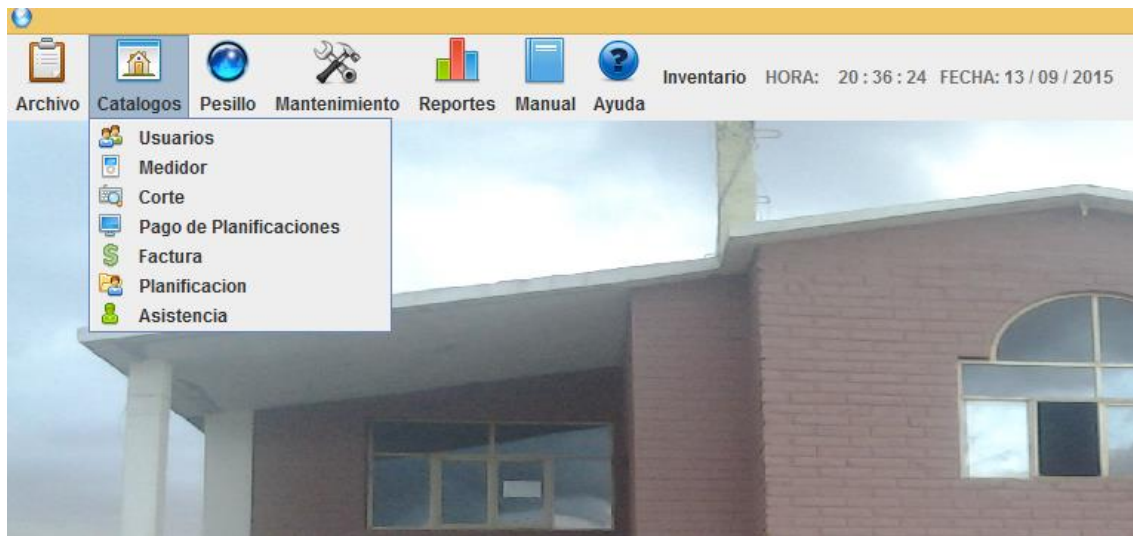 Archivo Catalogos Pesillo Mantenimiento Reportes Manual Ayuda Inventario HORA: 20 : 36 : 24 FECHA: 13 / 09 / 2015
Usuarios
Medidor
Corte
Pago de Planificaciones
Factura
Planificacion
Asistencia